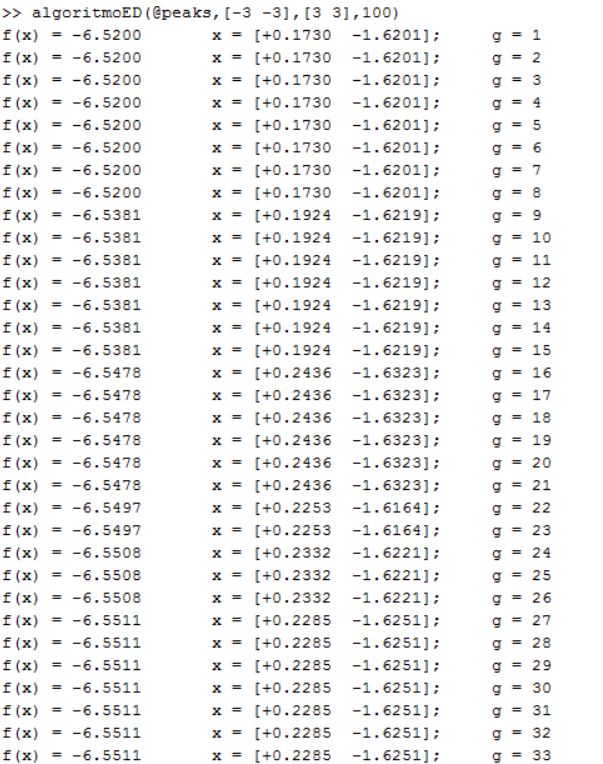 >> algoritmoED(@peaks,[-3 -3],[3 3],100)
f(x) = -6.5200 x = [+0.1730 -1.6201]; g = 1
f(x) = -6.5200 x = [+0.1730 -1.6201]; g = 2
f(x) = -6.5200 x = [+0.1730 -1.6201]; g = 3
f(x) = -6.5200 x = [+0.1730 -1.6201]; g = 4
f(x) = -6.5200 x = [+0.1730 -1.6201]; g = 5
f(x) = -6.5200 x = [+0.1730 -1.6201]; g = 6
f(x) = -6.5200 x = [+0.1730 -1.6201]; g = 7
f(x) = -6.5200 x = [+0.1730 -1.6201]; g = 8
f(x) = -6.5381 x = [+0.1924 -1.6219]; g = 9
f(x) = -6.5381 x = [+0.1924 -1.6219]; g = 10
f(x) = -6.5381 x = [+0.1924 -1.6219]; g = 11
f(x) = -6.5381 x = [+0.1924 -1.6219]; g = 12
f(x) = -6.5381 x = [+0.1924 -1.6219]; g = 13
f(x) = -6.5381 x = [+0.1924 -1.6219]; g = 14
f(x) = -6.5381 x = [+0.1924 -1.6219]; g = 15
f(x) = -6.5478 x = [+0.2436 -1.6323]; g = 16
f(x) = -6.5478 x = [+0.2436 -1.6323]; g = 17
f(x) = -6.5478 x = [+0.2436 -1.6323]; g = 18
f(x) = -6.5478 x = [+0.2436 -1.6323]; g = 19
f(x) = -6.5478 x = [+0.2436 -1.6323]; g = 20
f(x) = -6.5478 x = [+0.2436 -1.6323]; g = 21
f(x) = -6.5497 x = [+0.2253 -1.6164]; g = 22
f(x) = -6.5497 x = [+0.2253 -1.6164]; g = 23
f(x) = -6.5508 x = [+0.2332 -1.6221]; g = 24
f(x) = -6.5508 x = [+0.2332 -1.6221]; g = 25
f(x) = -6.5508 x = [+0.2332 -1.6221]; g = 26
f(x) = -6.5511 x = [+0.2285 -1.6251]; g = 27
f(x) = -6.5511 x = [+0.2285 -1.6251]; g = 28
f(x) = -6.5511 x = [+0.2285 -1.6251]; g = 29
f(x) = -6.5511 x = [+0.2285 -1.6251]; g = 30
f(x) = -6.5511 x = [+0.2285 -1.6251]; g = 31
f(x) = -6.5511 x = [+0.2285 -1.6251]; g = 32
f(x) = -6.5511 x = [+0.2285 -1.6251]; g = 33